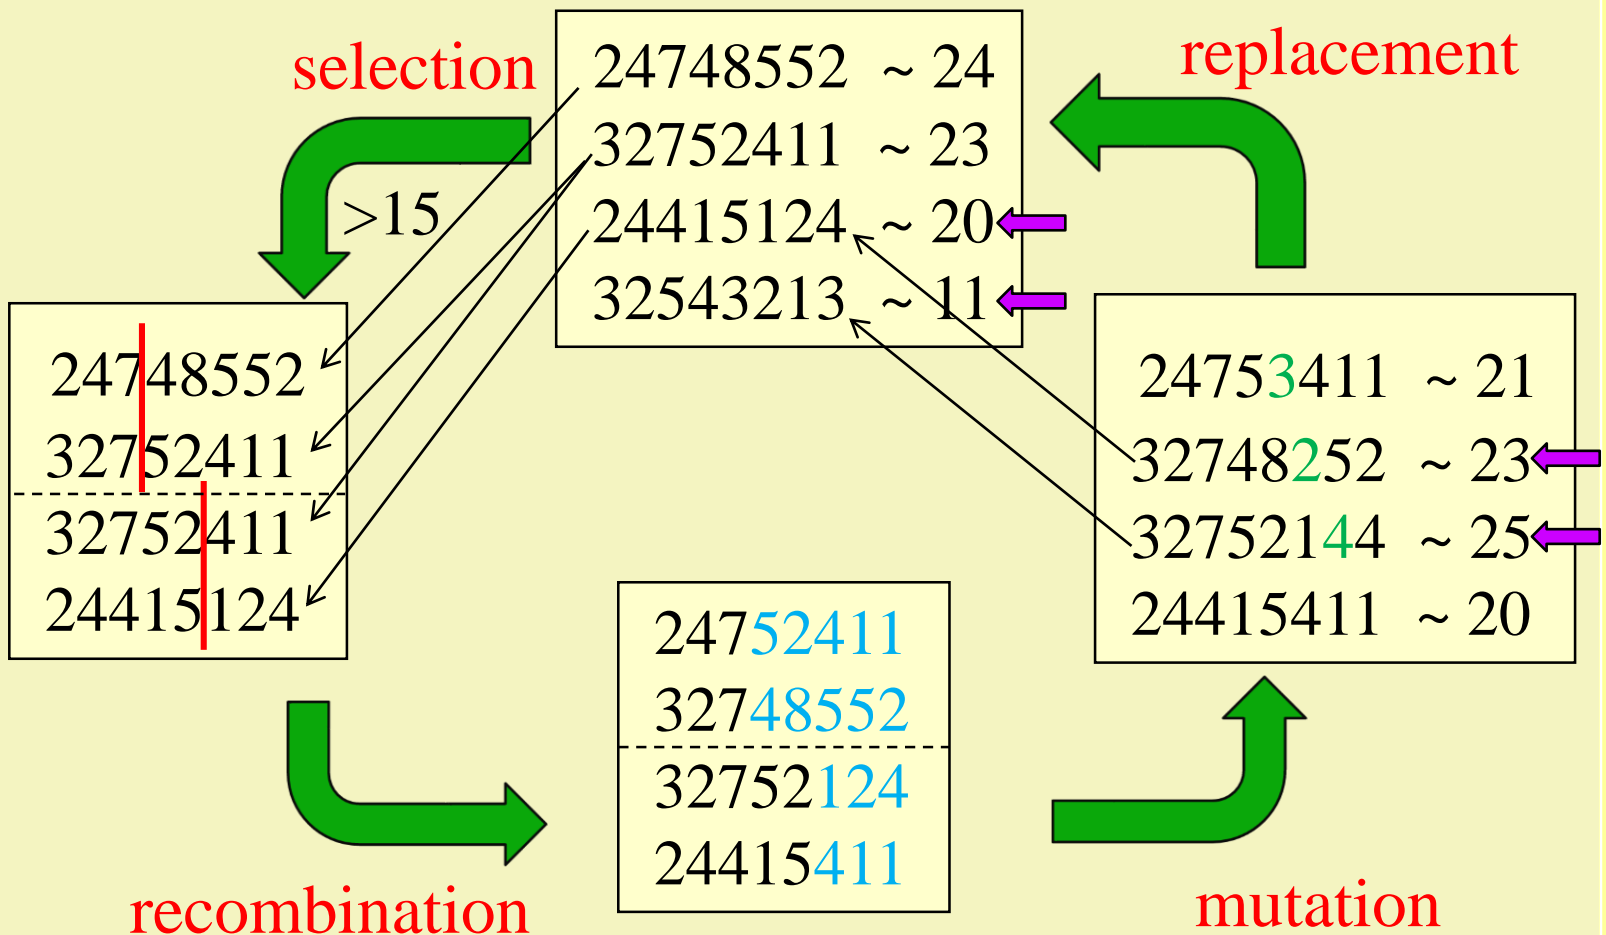 selection
24748552 ~ 24
32752411 ~ 23
24415124 ~ 20
32543213 ~ 11
replacement
>15
24748552
32752411
32752411
24415124
24753411 ~ 21
32748252 ~ 23
32752144 ~ 25
24415411 ~ 20
24752411
32748552
32752124
24415411
recombination
mutation